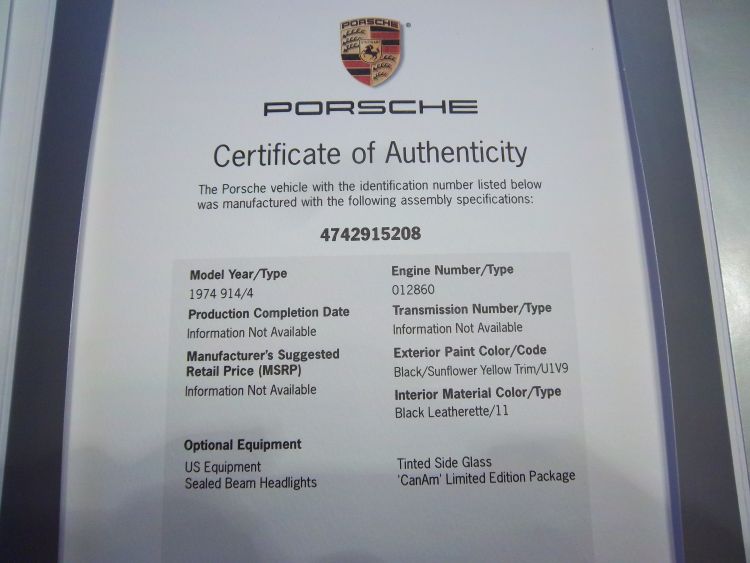 PORSCHE
PORSCHE
Certificate of Authenticity
The Porsche vehicle with the identification number listed below
was manufactured with the following assembly specifications:
4742915208
Model Year/Type
1974 914/4
Production Completion Date
Information Not Available
Manufacturer's Suggested
Retail Price (MSRP)
Information Not Available
Engine Number/Type
012860
Transmission Number/Type
Information Not Available
Exterior Paint Color/Code
Black/Sunflower Yellow Trim/U1V9
Interior Material Color/Type
Black Leatherette/11
Optional Equipment
US Equipment
Sealed Beam Headlights
Tinted Side Glass
'CanAm' Limited Edition Package